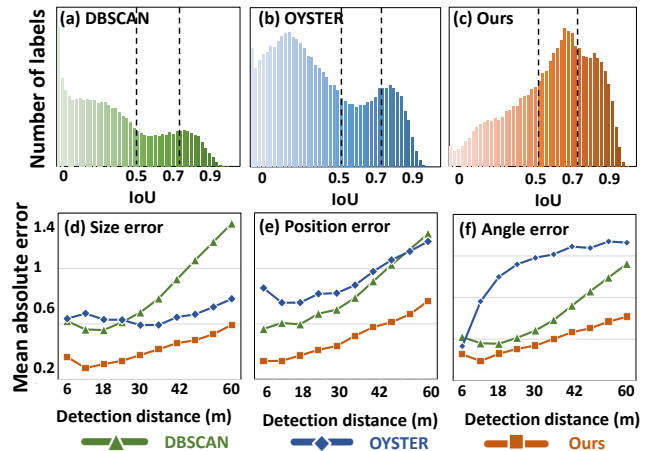 (a) DBSCAN
(b) OYSTER
(c) Ours
Number of labels
0 0.5 0.7 0.9
0 0.5 0.7 0.9
0 0.5 0.7 0.9
IoU
IoU
IoU
Mean absolute error
1.4
1
0.6
0.2
(d) Size error
(e) Position error
(f) Angle error
6 18 30 42 60
6 18 30 42 60
6 18 30 42 60
Detection distance (m)
Detection distance (m)
Detection distance (m)
DBSCAN
OYSTER
Ours